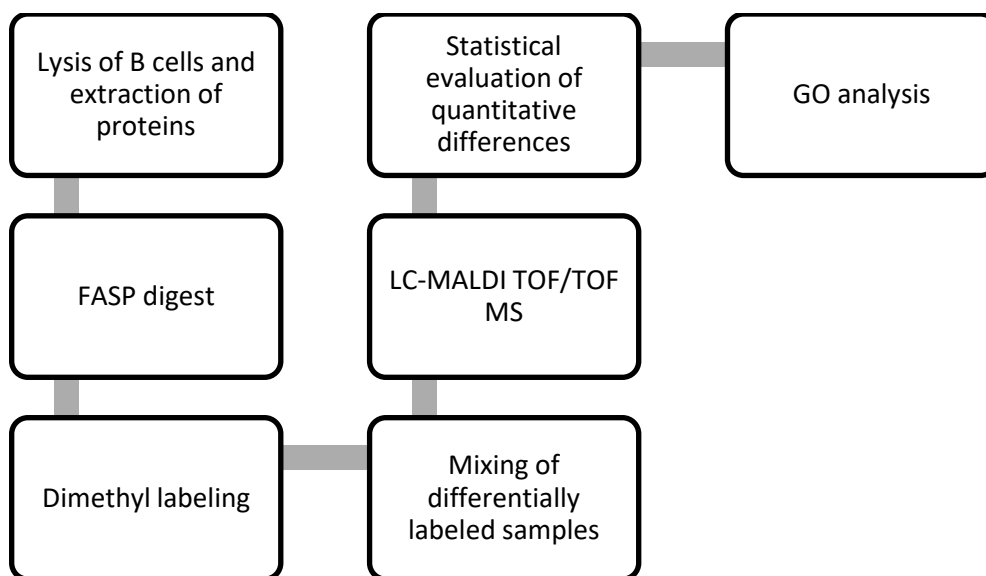 Lysis of B cells and
extraction of
proteins
FASP digest
Dimethyl labeling
Mixing of
differentially
labeled samples
LC-MALDI TOF/TOF
MS
Statistical
evaluation of
quantitative
differences
GO analysis